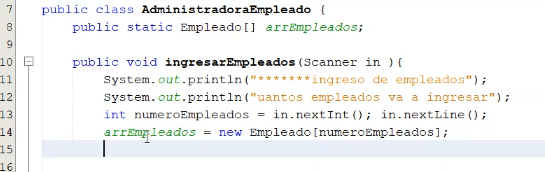 7 public class AdministradoraEmpleado {
8 public static Empleado[] arrEmpleados;
9
10 public void ingresarEmpleados(Scanner in ){
11 System.out.println("*******ingreso de empleados");
12 System.out.println("uantos empleados va a ingresar");
13 int numeroEmpleados = in.nextInt(); in.nextLine();
14 arrEmpleados = new Empleado[numeroEmpleados];
15
16